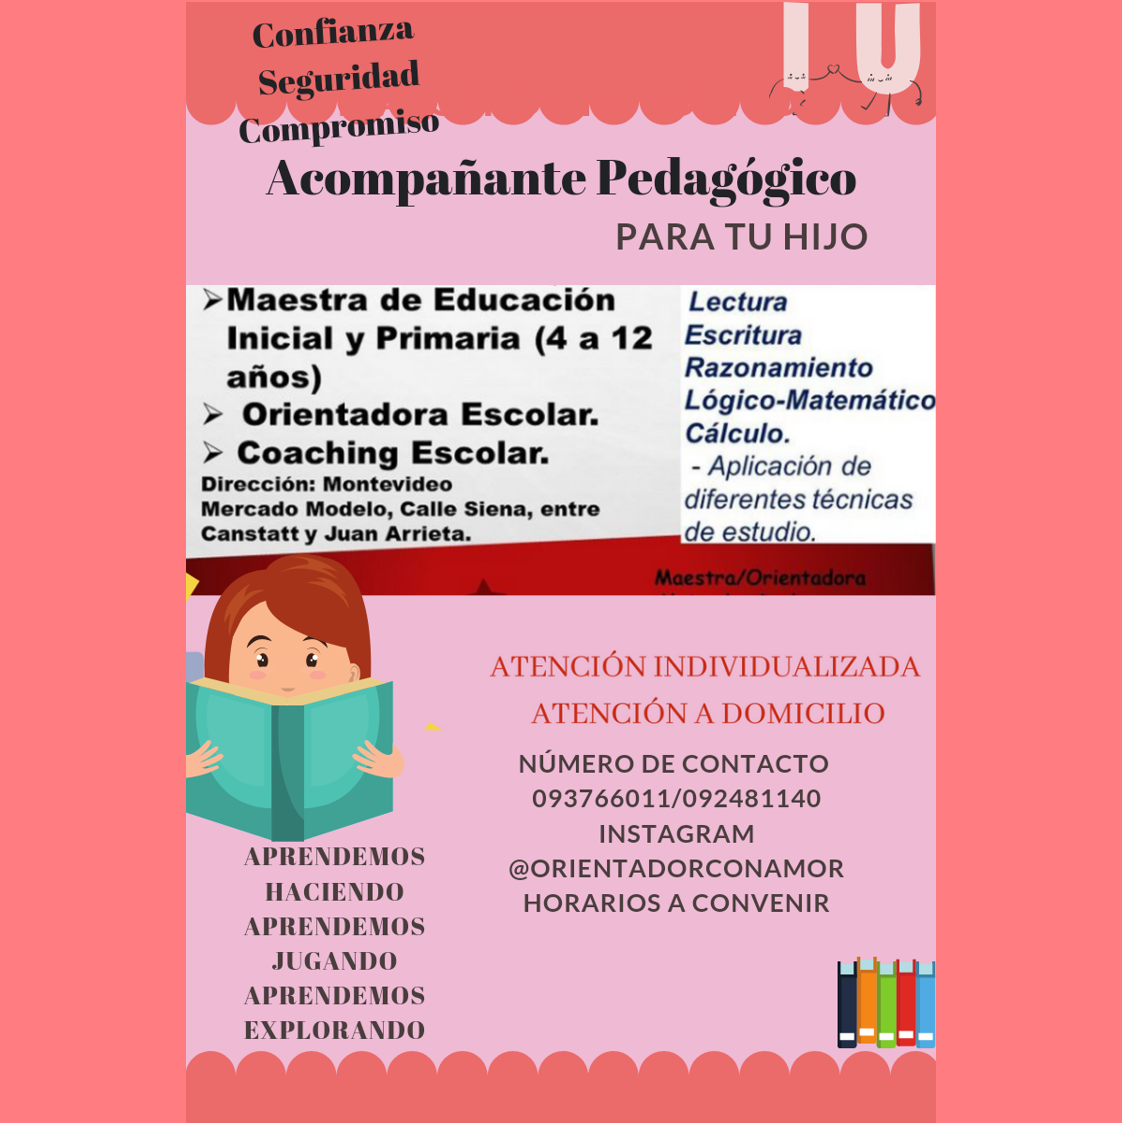 Confianza
Seguridad
Compromiso
Acompañante Pedagógico
PARA TU HIJO
➢Maestra de Educación
Inicial y Primaria (4 a 12
años)
➢ Orientadora Escolar.
➢ Coaching Escolar.
Dirección: Montevideo
Mercado Modelo, Calle Siena, entre
Canstatt y Juan Arrieta.
Lectura
Escritura
Razonamiento
Lógico-Matemático
Cálculo.
- Aplicación de
diferentes técnicas
de estudio.
Maestra/Orientadora
ATENCIÓN INDIVIDUALIZADA
ATENCIÓN A DOMICILIO
NÚMERO DE CONTACTO
093766011/092481140
INSTAGRAM
@ORIENTADORCONAMOR
HORARIOS A CONVENIR
APRENDEMOS
HACIENDO
APRENDEMOS
JUGANDO
APRENDEMOS
EXPLORANDO